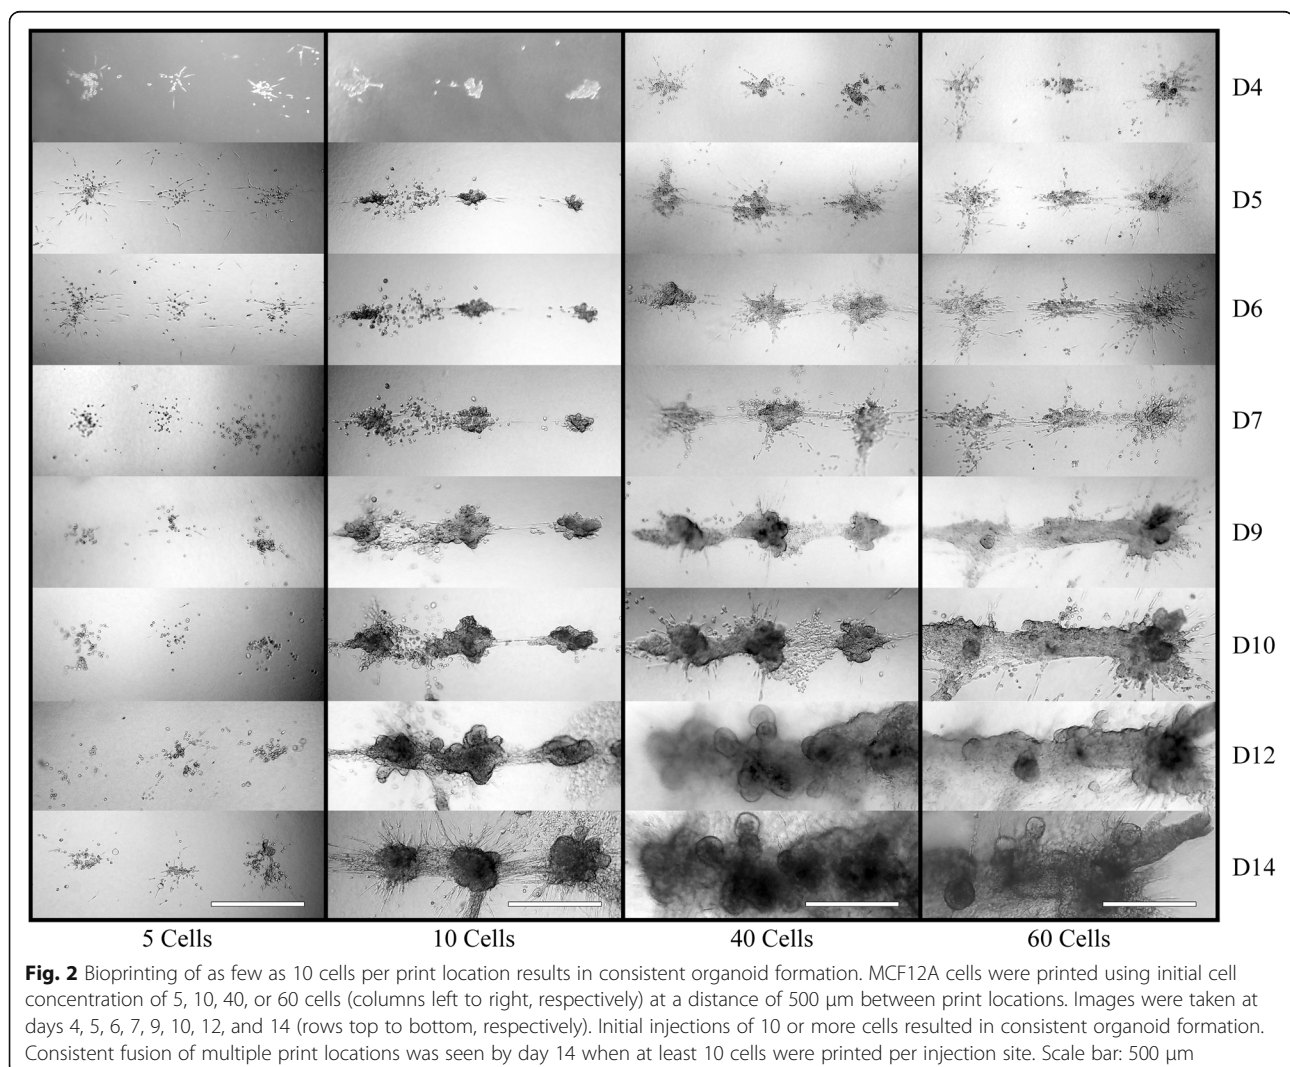 D4
D5
D6
D7
D9
D10
D12
D14
5 Cells 10 Cells 40 Cells 60 Cells
Fig. 2 Bioprinting of as few as 10 cells per print location results in consistent organoid formation. MCF12A cells were printed using initial cell
concentration of 5, 10, 40, or 60 cells (columns left to right, respectively) at a distance of 500 μm between print locations. Images were taken at
days 4, 5, 6, 7, 9, 10, 12, and 14 (rows top to bottom, respectively). Initial injections of 10 or more cells resulted in consistent organoid formation.
Consistent fusion of multiple print locations was seen by day 14 when at least 10 cells were printed per injection site. Scale bar: 500 μm